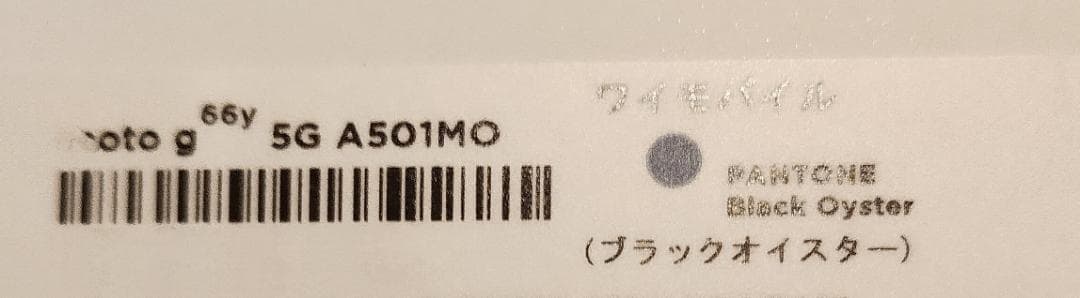 moto g66y 5G A501MO
ワイモバイル
PANTONE
Black Oyster
(ブラックオイスター)